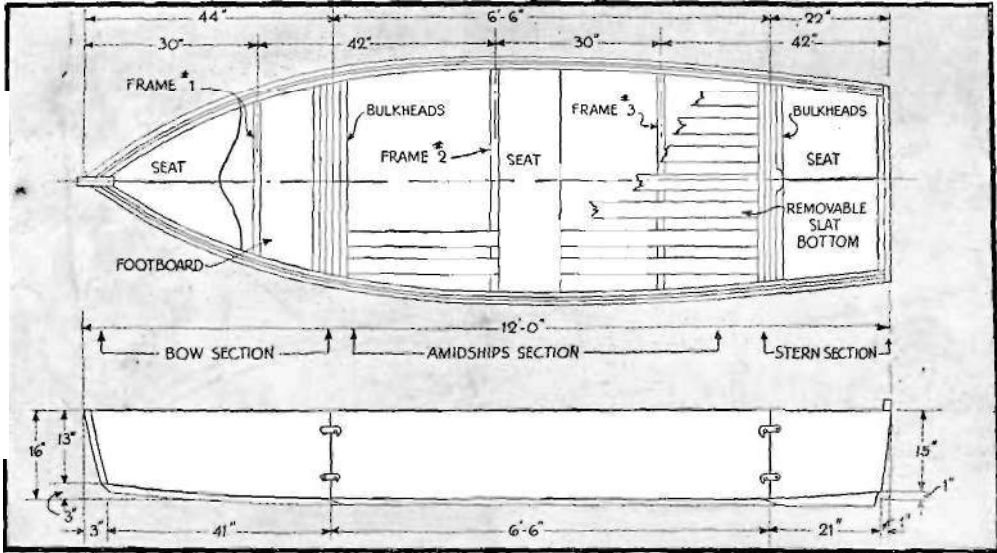 44" 6'-6" 22"
30" 42" 30" 42"
FRAME #1
BULKHEADS
FRAME #2
FRAME #3
BULKHEADS
SEAT
SEAT
SEAT
REMOVABLE
SLAT
BOTTOM
FOOTBOARD
12'-0"
BOW SECTION
AMIDSHIPS SECTION
STERN SECTION
16"
13"
3"
15"
1"
3" 41" 6'-6" 21" 1"